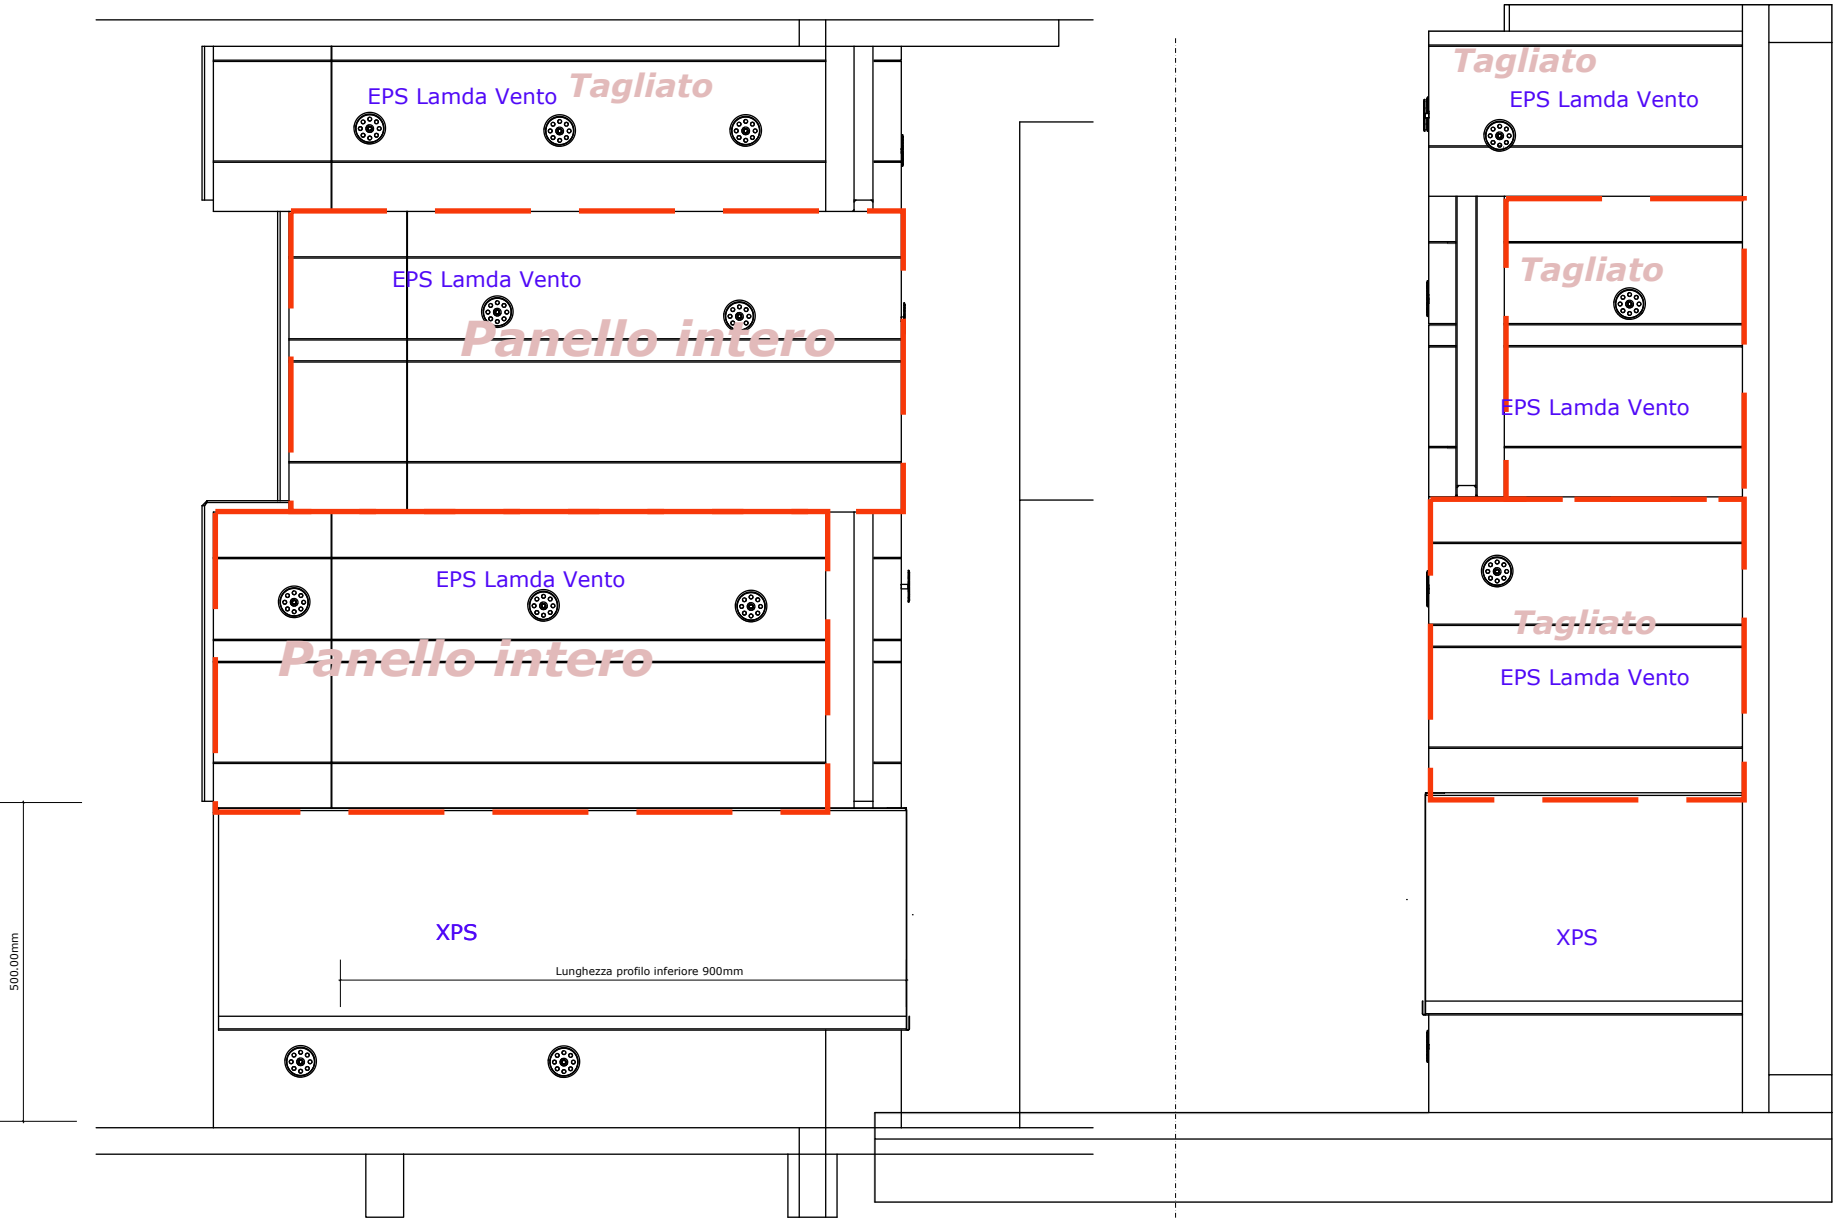 EPS Lamda Vento
Tagliato
EPS Lamda Vento
Panello intero
EPS Lamda Vento
Panello intero
XPS
Lunghezza profilo inferiore 900mm
500.00mm
Tagliato
EPS Lamda Vento
Tagliato
EPS Lamda Vento
Tagliato
EPS Lamda Vento
XPS